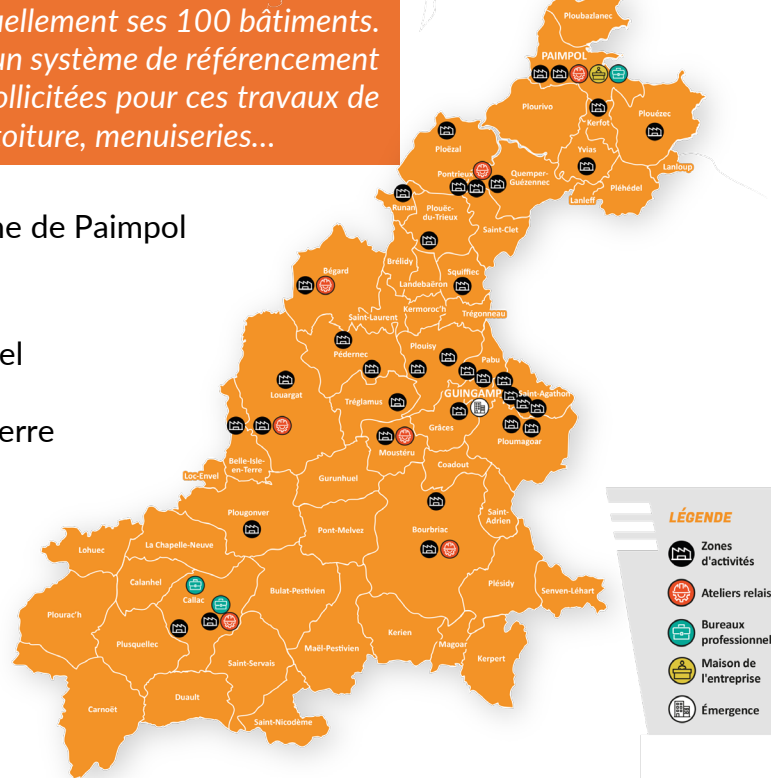 uellement ses 100 bâtiments.
un système de référencement
ollicitées pour ces travaux de
toiture, menuiseries...
ne de Paimpol
el
erre
Ploubazlanec
PAIMPOL
Plourivo
Kerfot
Plouézec
Ploëzal
Yvias
Lanloup
Pontrieux
Quemper-
Guézennec
Pléhédel
Lanleff
Runan
Plouëc-
du-Trieux
Saint-Clet
Brélidy
Bégard
Landebaëron
Squiffiec
Kermoroc'h
Trégonneau
Saint-Laurent
Plouisy
Pabu
Pédernec
Louargat
GUINGAMP
Saint-Agathon
Tréglamus
Grâces
Ploumagoar
Moustéru
Belle-Isle-
en-Terre
Coadout
Loc-Envel
Gurunhuel
Plougonver
Saint-
Adrien
Pont-Melvez
Bourbriac
La Chapelle-Neuve
Lohuec
Calanhel
Bulat-Pestivien
Plésidy
Senven-Léhart
Callac
Plourac'h
Plusquellec
Kerien
Magoar
Maël-Pestivien
Kerpert
Saint-Servais
Duault
Carnoët
Saint-Nicodème
LÉGENDE
Zones
d'activités
Ateliers relais
Bureaux
professionnel
Maison de
l'entreprise
Émergence